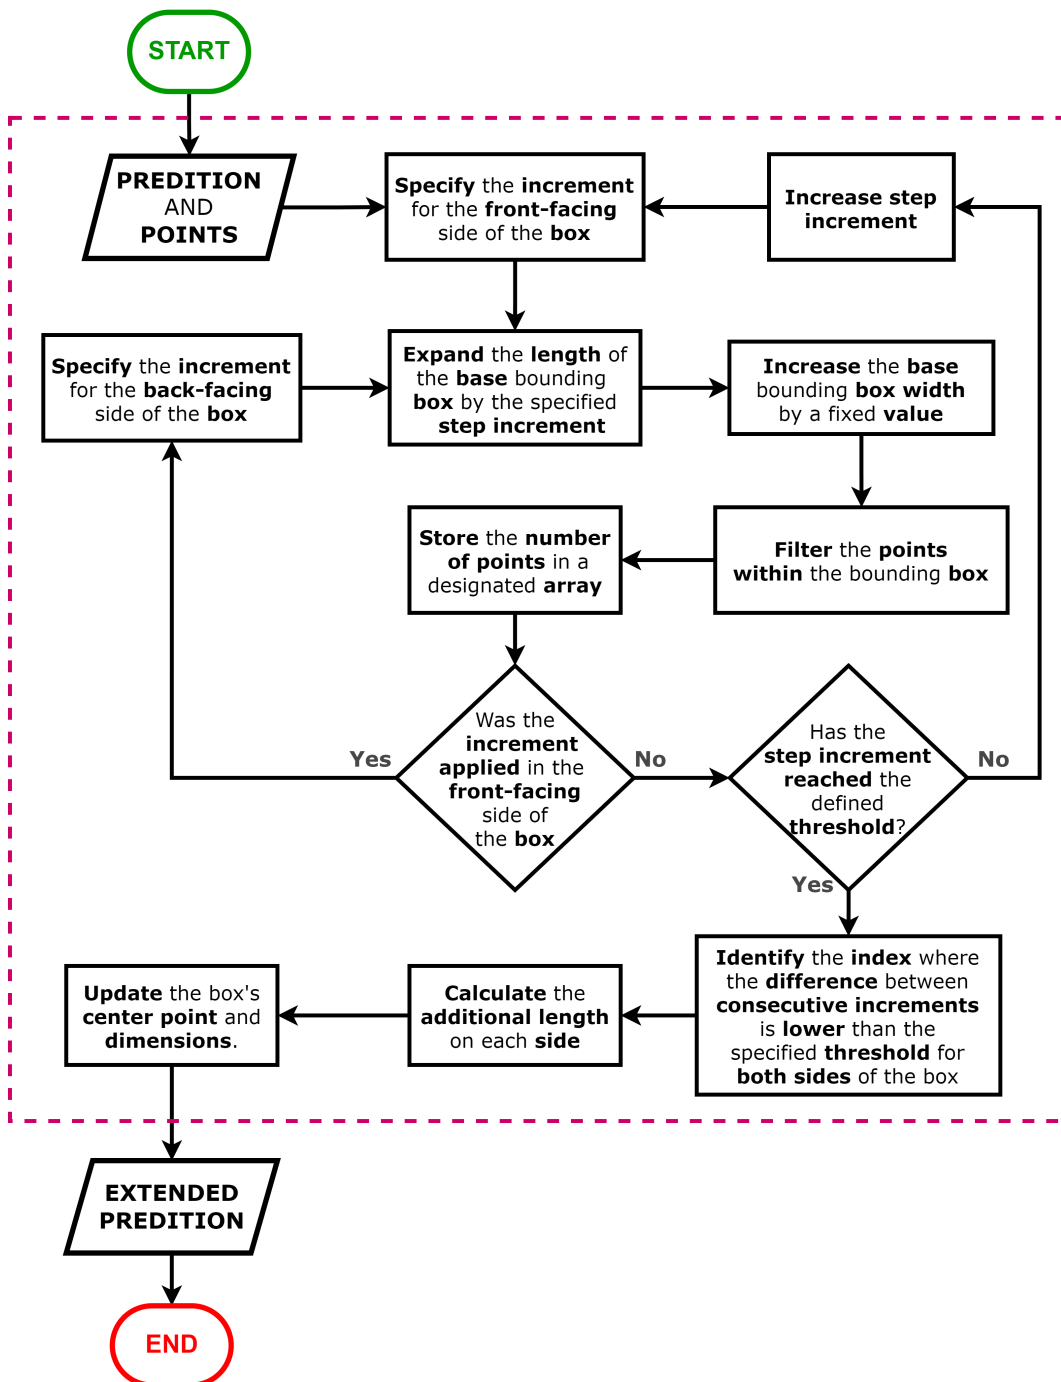 START
PREDITION
AND
POINTS
Specify the increment
for the front-facing
side of the box
Increase step
increment
Specify the increment
for the back-facing
side of the box
Expand the length of
the base bounding
box by the specified
step increment
Increase the base
bounding box width
by a fixed value
Store the number
of points in a
designated array
Filter the points
within the bounding box
Was the
increment
applied in the
front-facing
side of
the box
Yes
No
Has the
step increment
reached the
defined
threshold?
No
Yes
Identify the index where
the difference between
consecutive increments
is lower than the
specified threshold for
both sides of the box
Calculate the
additional length
on each side
Update the box's
center point and
dimensions.
EXTENDED
PREDITION
END